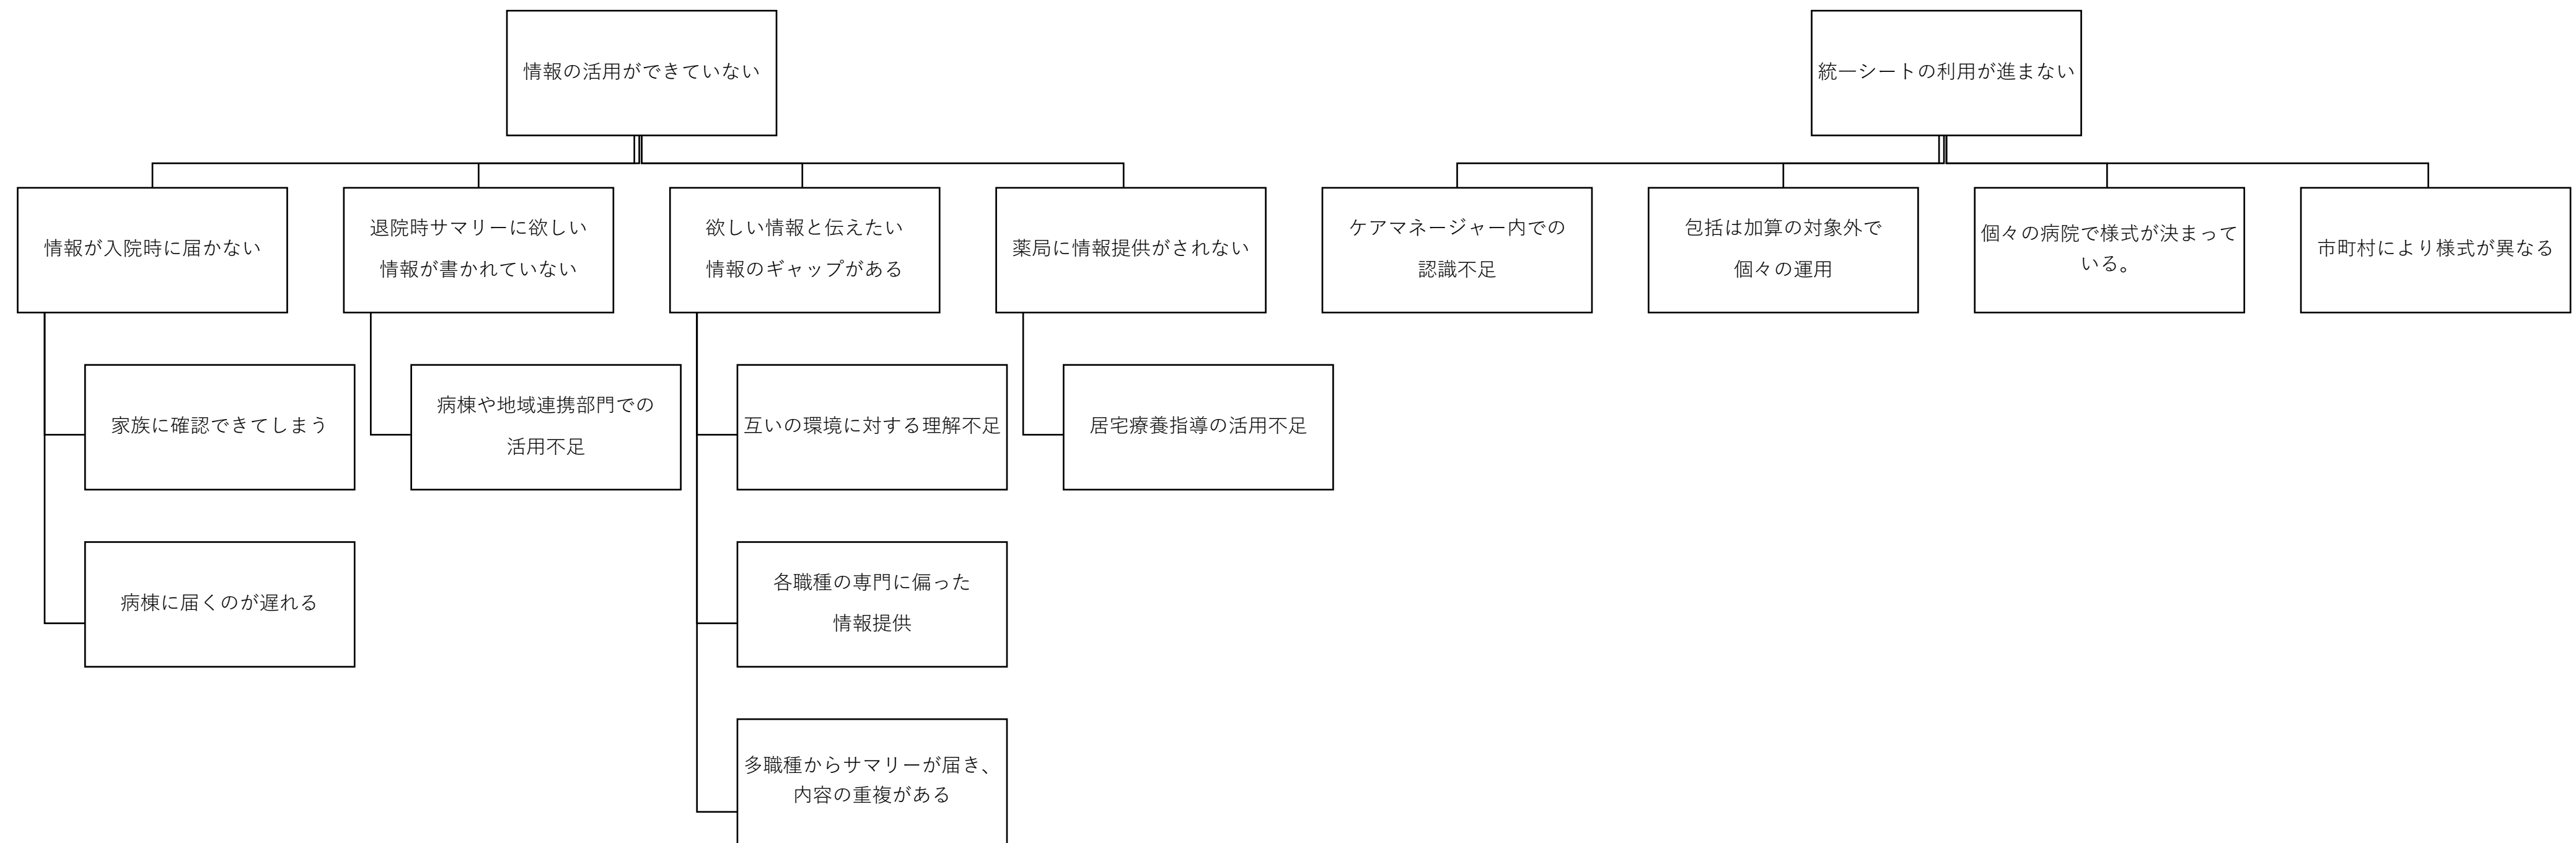 情報の活用ができていない
統一シートの利用が進まない
情報が入院時に届かない
退院時サマリーに欲しい
情報が書かれていない
欲しい情報と伝えたい
情報のギャップがある
薬局に情報提供がされない
ケアマネージャー内での
認識不足
包括は加算の対象外で
個々の運用
個々の病院で様式が決まって
いる。
市町村により様式が異なる
家族に確認できてしまう
病棟や地域連携部門での
活用不足
互いの環境に対する理解不足
居宅療養指導の活用不足
病棟に届くのが遅れる
各職種の専門に偏った
情報提供
多職種からサマリーが届き、
内容の重複がある